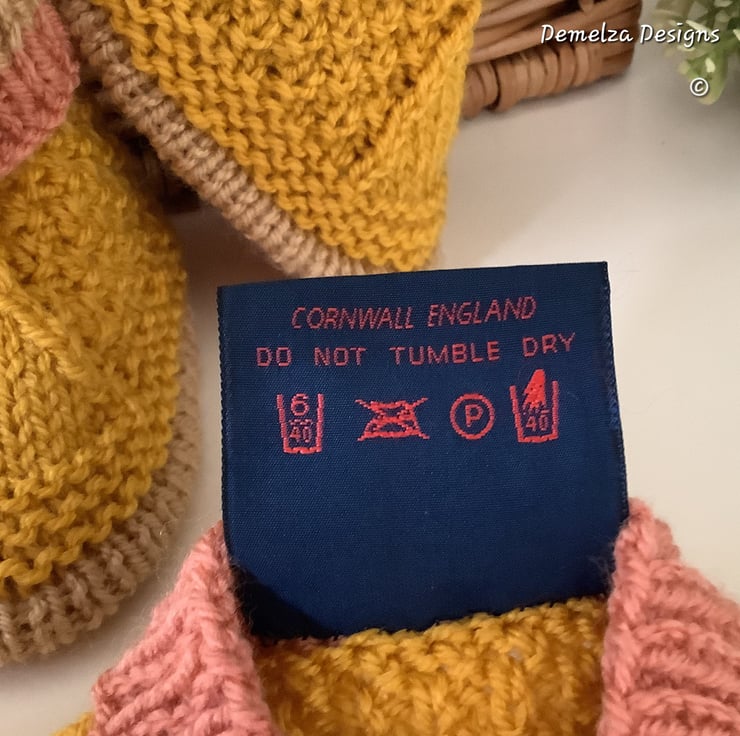 Demelza Designs
©
CORNWALL ENGLAND
DO NOT TUMBLE DRY
6 P
40 40